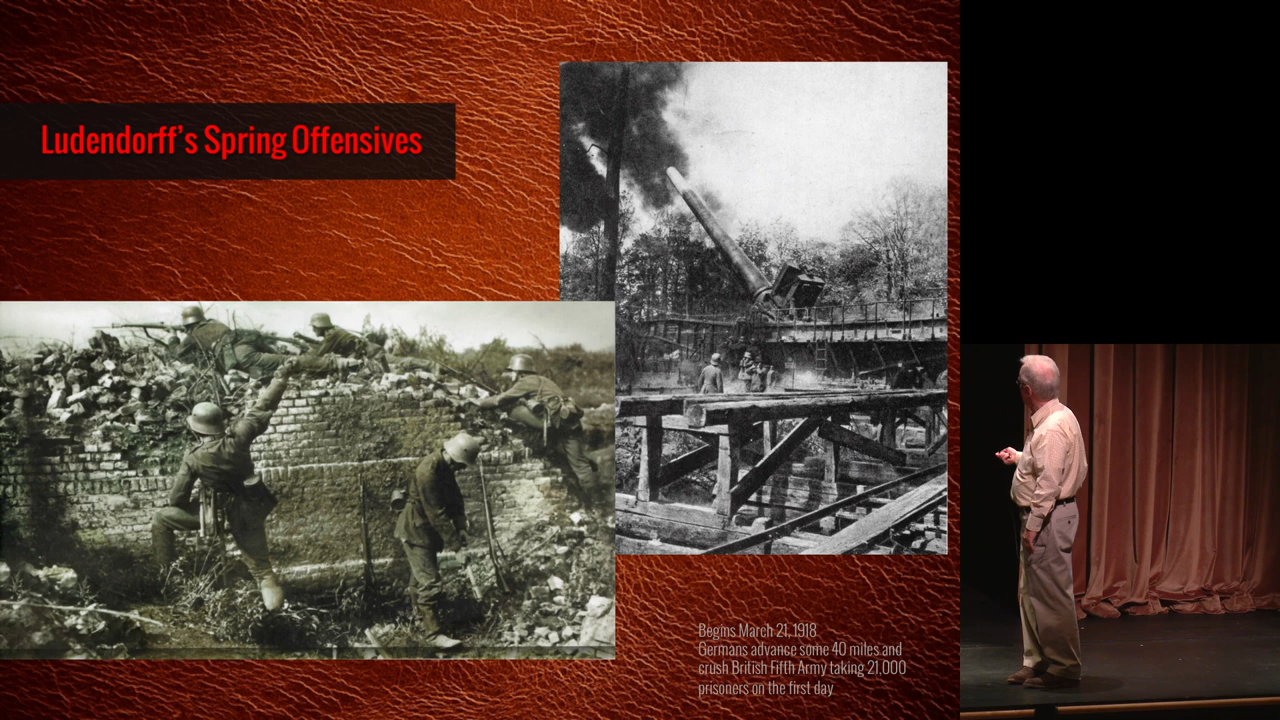 Ludendorff's Spring Offensives
Begins March 21, 1918
Germans advance some 40 miles and
crush British Fifth Army taking 21,000
prisoners on the first day